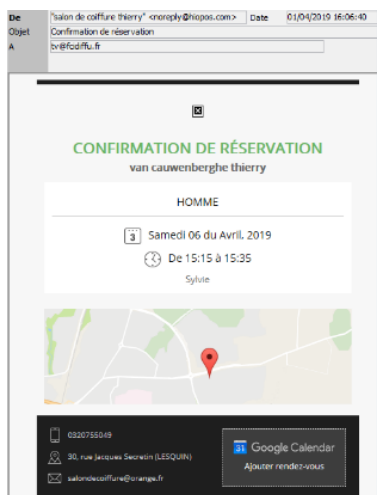 De "salon de coiffure thierry" <noreply@hiopos.com> Date 01/04/2019 16:06:40
Objet Confirmation de réservation
A tv@fcdiffu.fr
CONFIRMATION DE RÉSERVATION
van cauwenberghe thierry
HOMME
3 Samedi 06 du Avril, 2019
De 15:15 à 15:35
Sylvie
0320755049
30, rue Jacques Secretin (LESQUIN)
salondecoiffure@orange.fr
31 Google Calendar
Ajouter rendez-vous